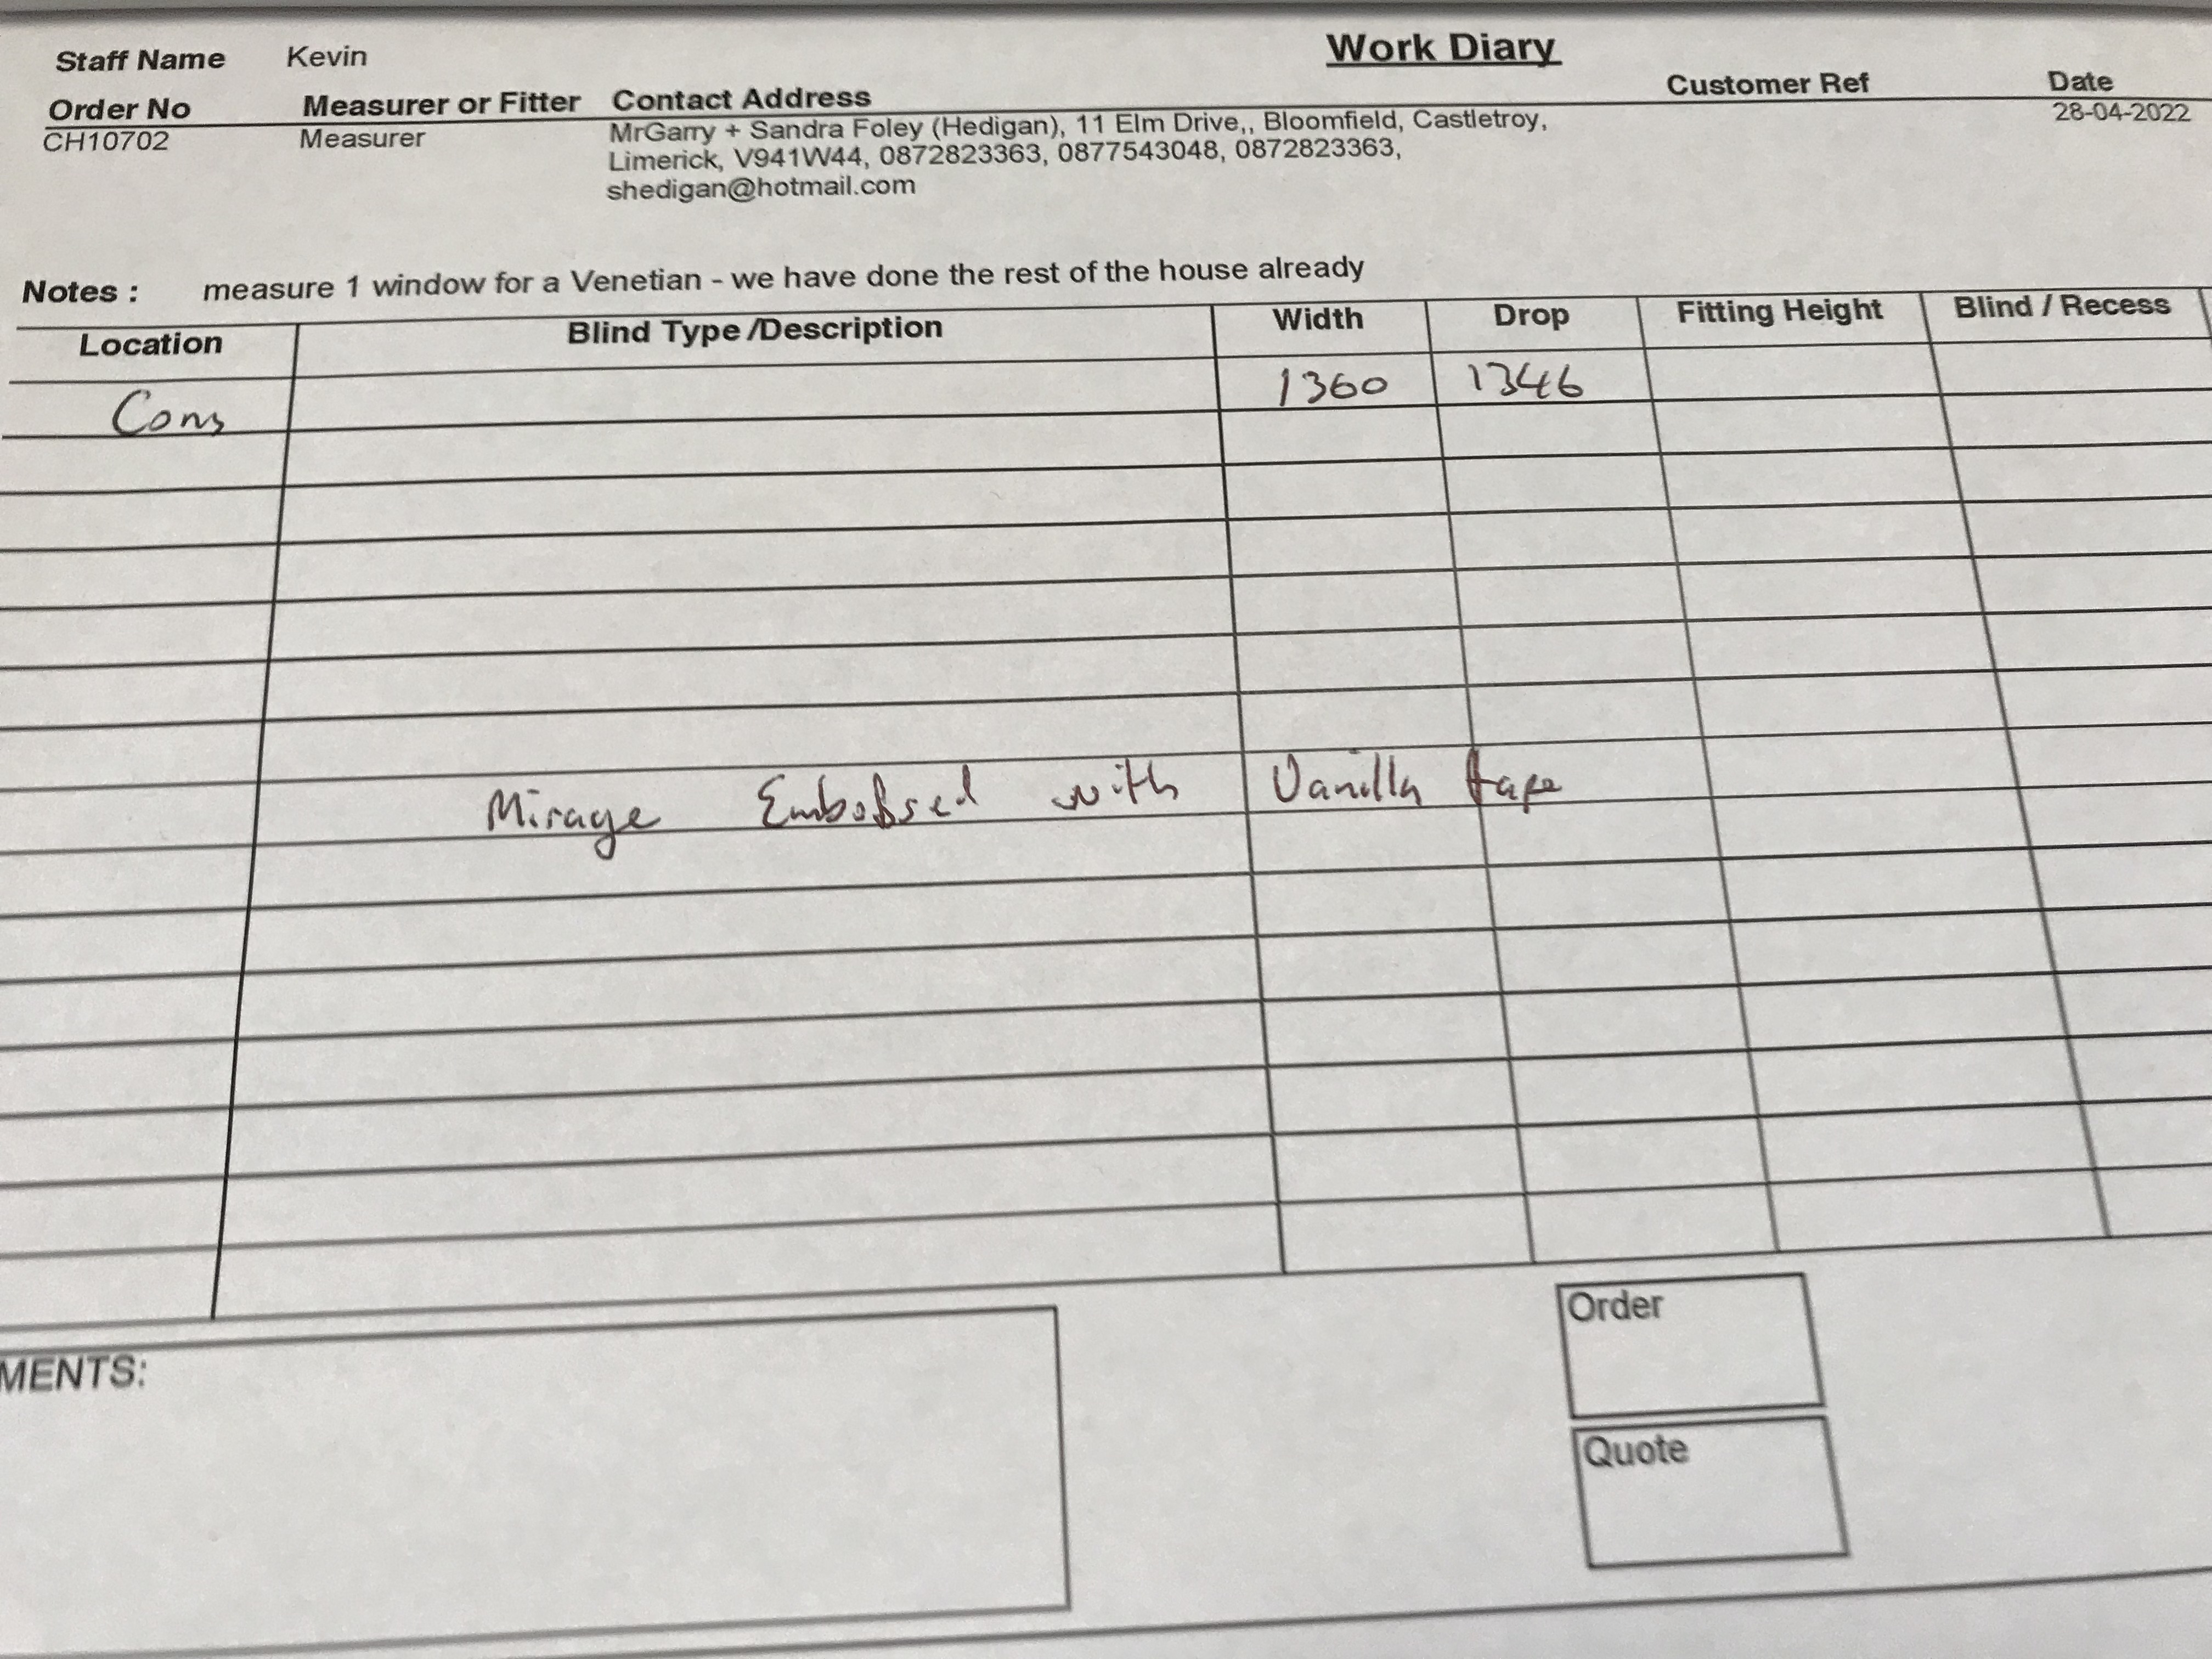 Work Diary
Staff Name Kevin
Order No Measurer or Fitter Contact Address Customer Ref Date
CH10702 Measurer MrGarry + Sandra Foley (Hedigan), 11 Elm Drive,, Bloomfield, Castletroy, 28-04-2022
Limerick, V941W44, 0872823363, 0877543048, 0872823363,
shedigan@hotmail.com
Notes : measure 1 window for a Venetian - we have done the rest of the house already
Location Blind Type /Description Width Drop Fitting Height Blind / Recess
Cons 1360 1346
Mirage Embossed with Vanilla tape
Order
MENTS:
Quote